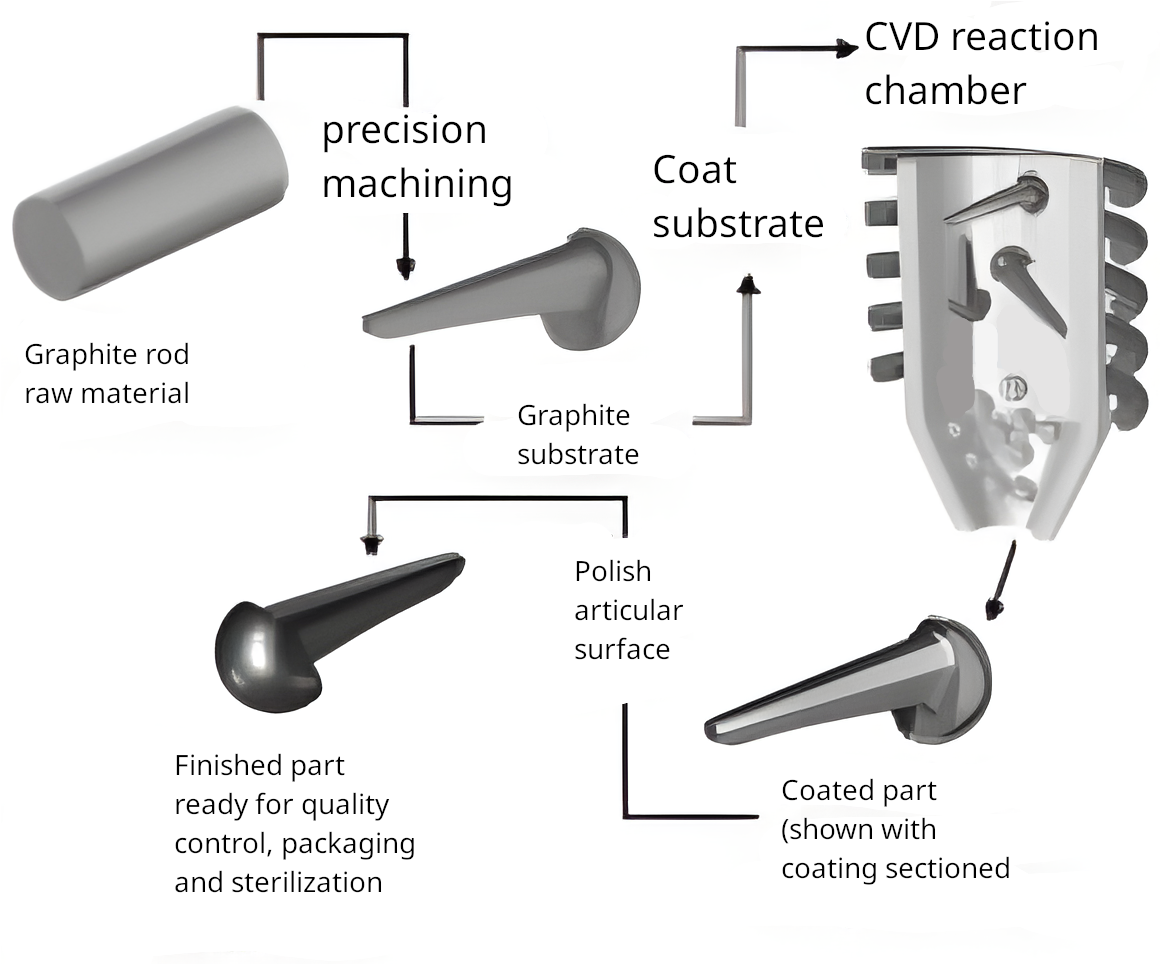 Graphite rod
raw material
precision
machining
Graphite
substrate
Coat
substrate
CVD reaction
chamber
Coated part
(shown with
coating sectioned
Polish
articular
surface
Finished part
ready for quality
control, packaging
and sterilization